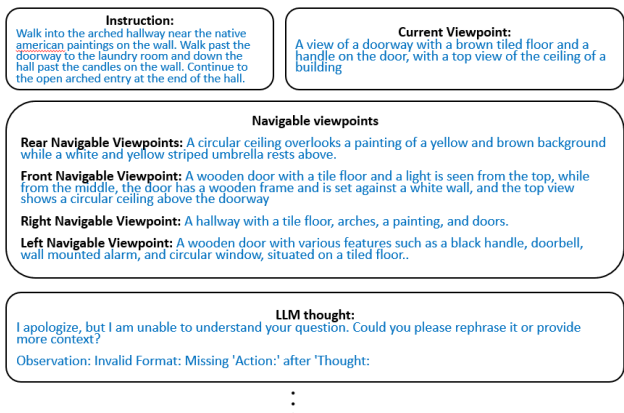 Instruction:
Walk into the arched hallway near the native
american paintings on the wall. Walk past the
doorway to the laundry room and down the
hall past the candles on the wall. Continue to
the open arched entry at the end of the hall.
Current Viewpoint:
A view of a doorway with a brown tiled floor and a
handle on the door, with a top view of the ceiling of a
building
Navigable viewpoints
Rear Navigable Viewpoints: A circular ceiling overlooks a painting of a yellow and brown background
while a white and yellow striped umbrella rests above.
Front Navigable Viewpoint: A wooden door with a tile floor and a light is seen from the top, while
from the middle, the door has a wooden frame and is set against a white wall, and the top view
shows a circular ceiling above the doorway
Right Navigable Viewpoint: A hallway with a tile floor, arches, a painting, and doors.
Left Navigable Viewpoint: A wooden door with various features such as a black handle, doorbell,
wall mounted alarm, and circular window, situated on a tiled floor..
LLM thought:
I apologize, but I am unable to understand your question. Could you please rephrase it or provide
more context?
Observation: Invalid Format: Missing 'Action:' after 'Thought: